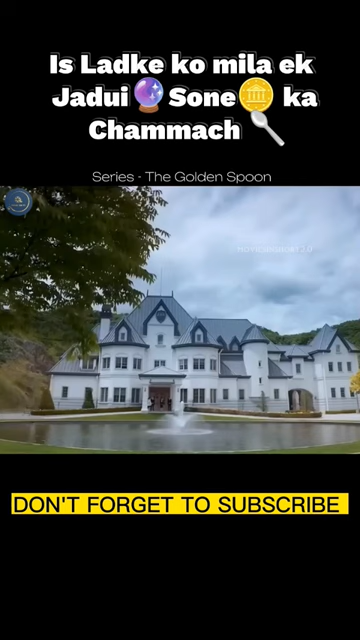 Is Ladke ko mila ek
Jadui🔮Sone🪙 ka
Chammach 🥄
Series - The Golden Spoon
DON'T FORGET TO SUBSCRIBE